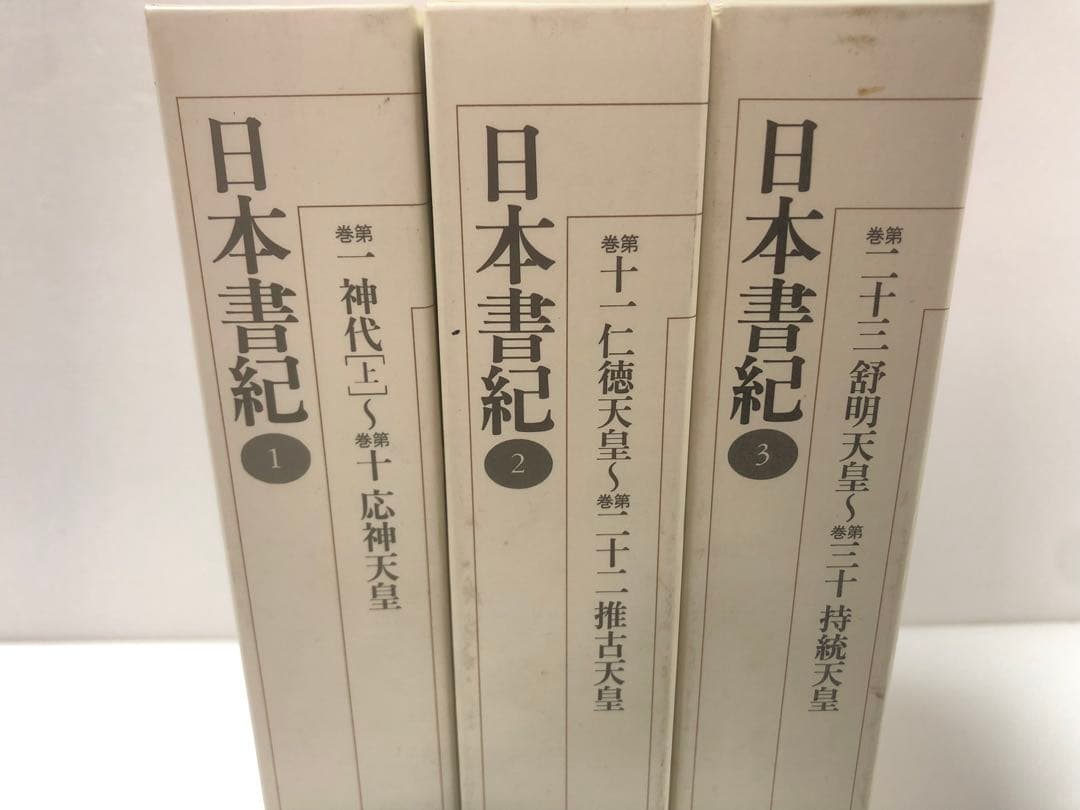 日本書紀 1
巻第一 神代[上]〜巻第十 応神天皇
日本書紀 2
巻第十一 仁徳天皇〜巻第二十二 推古天皇
日本書紀 3
巻第二十三 舒明天皇〜巻第三十 持統天皇